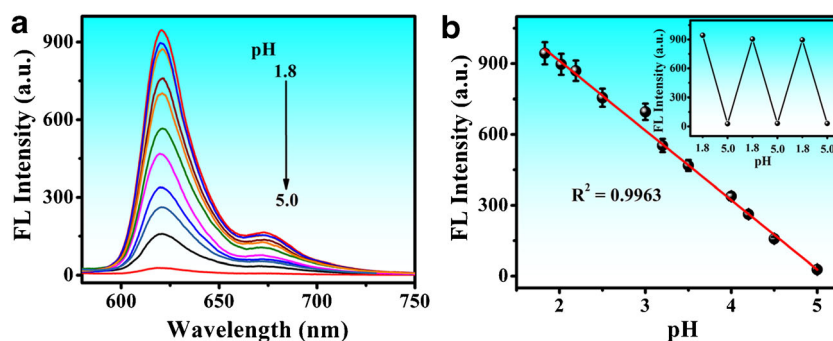 a
pH
1.8
5.0
FL Intensity (a.u.)
900
600
300
0
600
650
700
750
Wavelength (nm)
b
FL Intensity (a.u.)
900
600
300
0
2
3
4
5
pH
R² = 0.9963
FL Intensity (a.u.)
900
600
300
0
1.8 5.0 1.8 5.0 1.8 5.0
pH